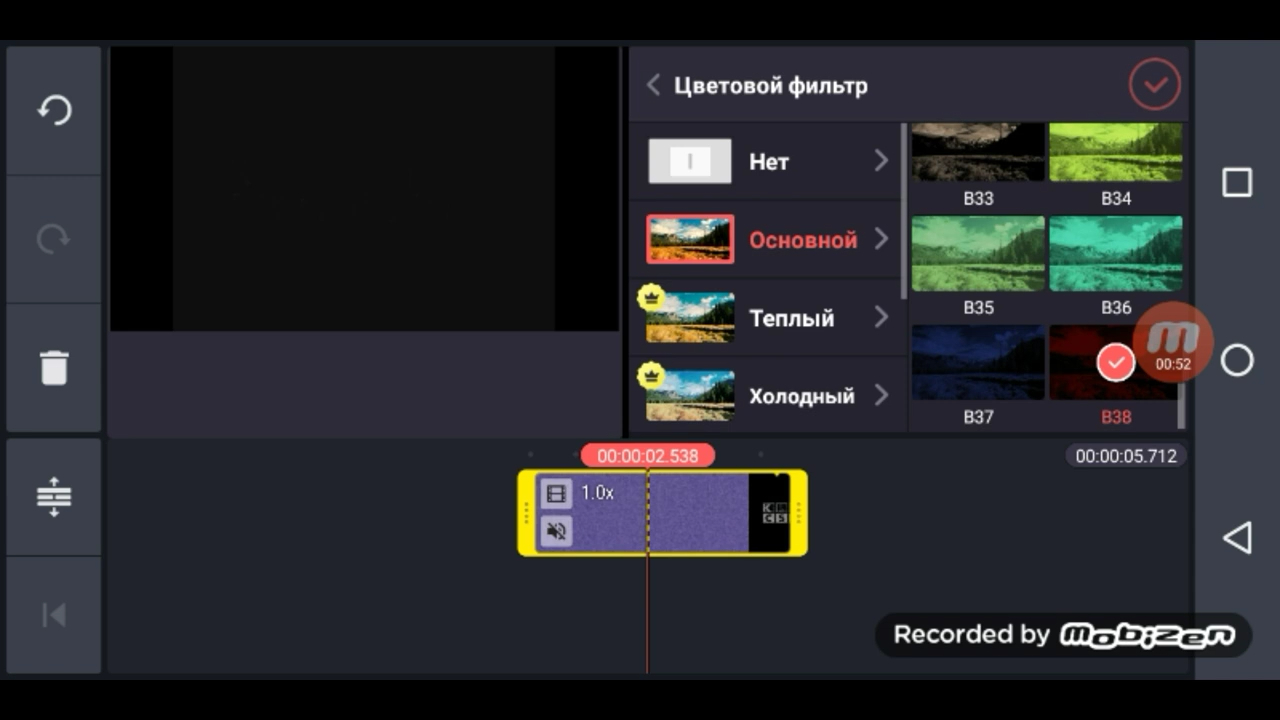 Цветовой фильтр
Нет
Основной
Теплый
Холодный
B33
B34
B35
B36
B37
B38
00:52
00:00:02.538
00:00:05.712
1.0x
Recorded by mobizen